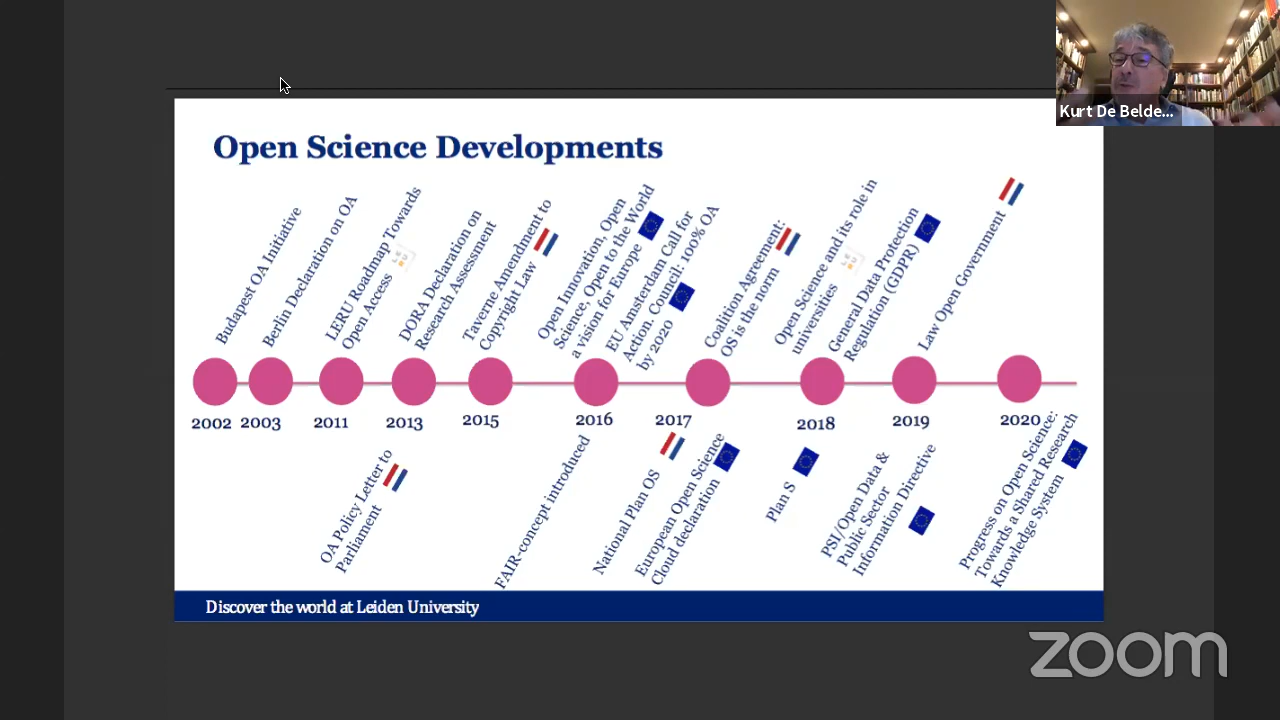 Kurt De Belde...
Open Science Developments
Budapest OA Initiative
Berlin Declaration on OA
LERU Roadmap Towards
Open Access
DORA Declaration on
Research Assessment
Taverne Amendment to
Copyright Law
Open Innovation, Open
Science, Open to the World
a vision for Europe
EU Amsterdam Call for
Action. Council: 100% OA
by 2020
Coalition Agreement:
OS is the norm
Open Science and its role in
universities
General Data Protection
Regulation (GDPR)
Law Open Government
2002
2003
2011
2013
2015
2016
2017
2018
2019
2020
OA Policy Letter to
Parliament
FAIR-concept introduced
National Plan OS
European Open Science
Cloud declaration
Plan S
PSI/Open Data &
Public Sector
Information Directive
Progress on Open Science:
Towards a Shared Research
Knowledge System
Discover the world at Leiden University
zoom